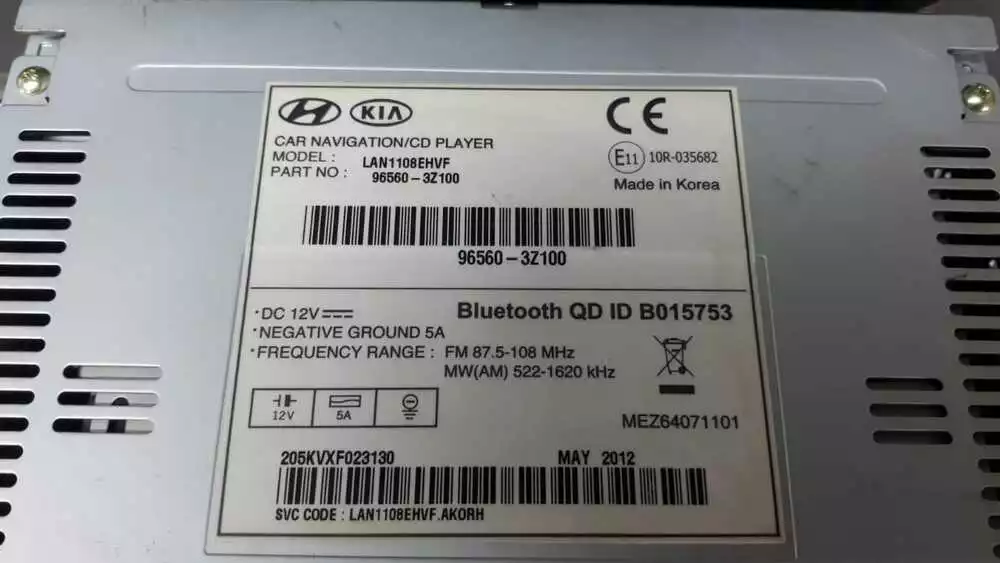 KIA
CE
CAR NAVIGATION/CD PLAYER
MODEL : LAN1108EHVF
PART NO : 96560-3Z100
E11 10R-035682
Made in Korea
96560-3Z100
·DC 12V
·NEGATIVE GROUND 5A
·FREQUENCY RANGE : FM 87.5-108 MHz
MW(AM) 522-1620 kHz
Bluetooth QD ID B015753
12V
5A
MEZ64071101
205KVXF023130
MAY 2012
SVC CODE : LAN1108EHVF.AKORH